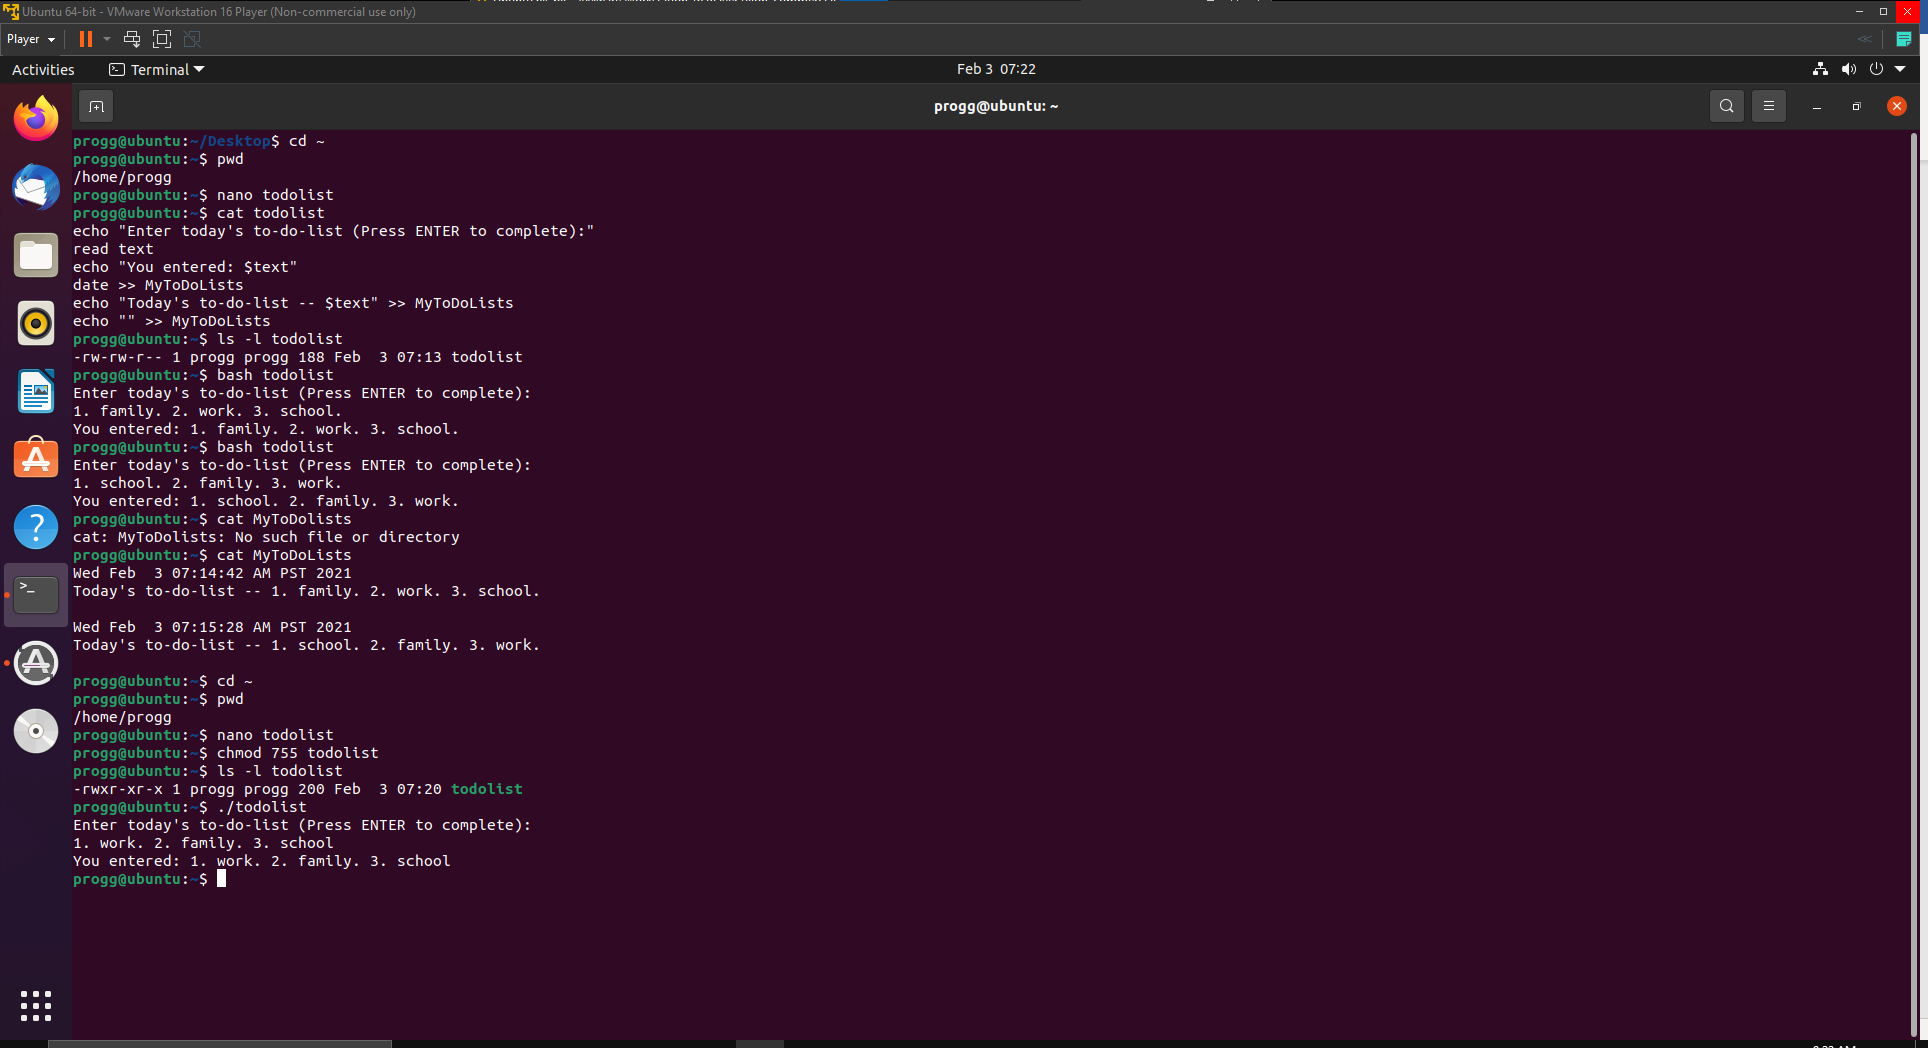 Ubuntu 64-bit - VMware Workstation 16 Player (Non-commercial use only)
Player
Activities
Terminal
Feb 3 07:22
progg@ubuntu: ~
progg@ubuntu:~/Desktop$ cd ~
progg@ubuntu:~$ pwd
/home/progg
progg@ubuntu:~$ nano todolist
progg@ubuntu:~$ cat todolist
echo "Enter today's to-do-list (Press ENTER to complete):"
read text
echo "You entered: $text"
date >> MyToDoLists
echo "Today's to-do-list -- $text" >> MyToDoLists
echo "" >> MyToDoLists
progg@ubuntu:~$ ls -l todolist
-rw-rw-r-- 1 progg progg 188 Feb  3 07:13 todolist
progg@ubuntu:~$ bash todolist
Enter today's to-do-list (Press ENTER to complete):
1. family. 2. work. 3. school.
You entered: 1. family. 2. work. 3. school.
progg@ubuntu:~$ bash todolist
Enter today's to-do-list (Press ENTER to complete):
1. school. 2. family. 3. work.
You entered: 1. school. 2. family. 3. work.
progg@ubuntu:~$ cat MyToDolists
cat: MyToDolists: No such file or directory
progg@ubuntu:~$ cat MyToDoLists
Wed Feb  3 07:14:42 AM PST 2021
Today's to-do-list -- 1. family. 2. work. 3. school.
Wed Feb  3 07:15:28 AM PST 2021
Today's to-do-list -- 1. school. 2. family. 3. work.
progg@ubuntu:~$ cd ~
progg@ubuntu:~$ pwd
/home/progg
progg@ubuntu:~$ nano todolist
progg@ubuntu:~$ chmod 755 todolist
progg@ubuntu:~$ ls -l todolist
-rwxr-xr-x 1 progg progg 200 Feb  3 07:20 todolist
progg@ubuntu:~$ ./todolist
Enter today's to-do-list (Press ENTER to complete):
1. work. 2. family. 3. school
You entered: 1. work. 2. family. 3. school
progg@ubuntu:~$